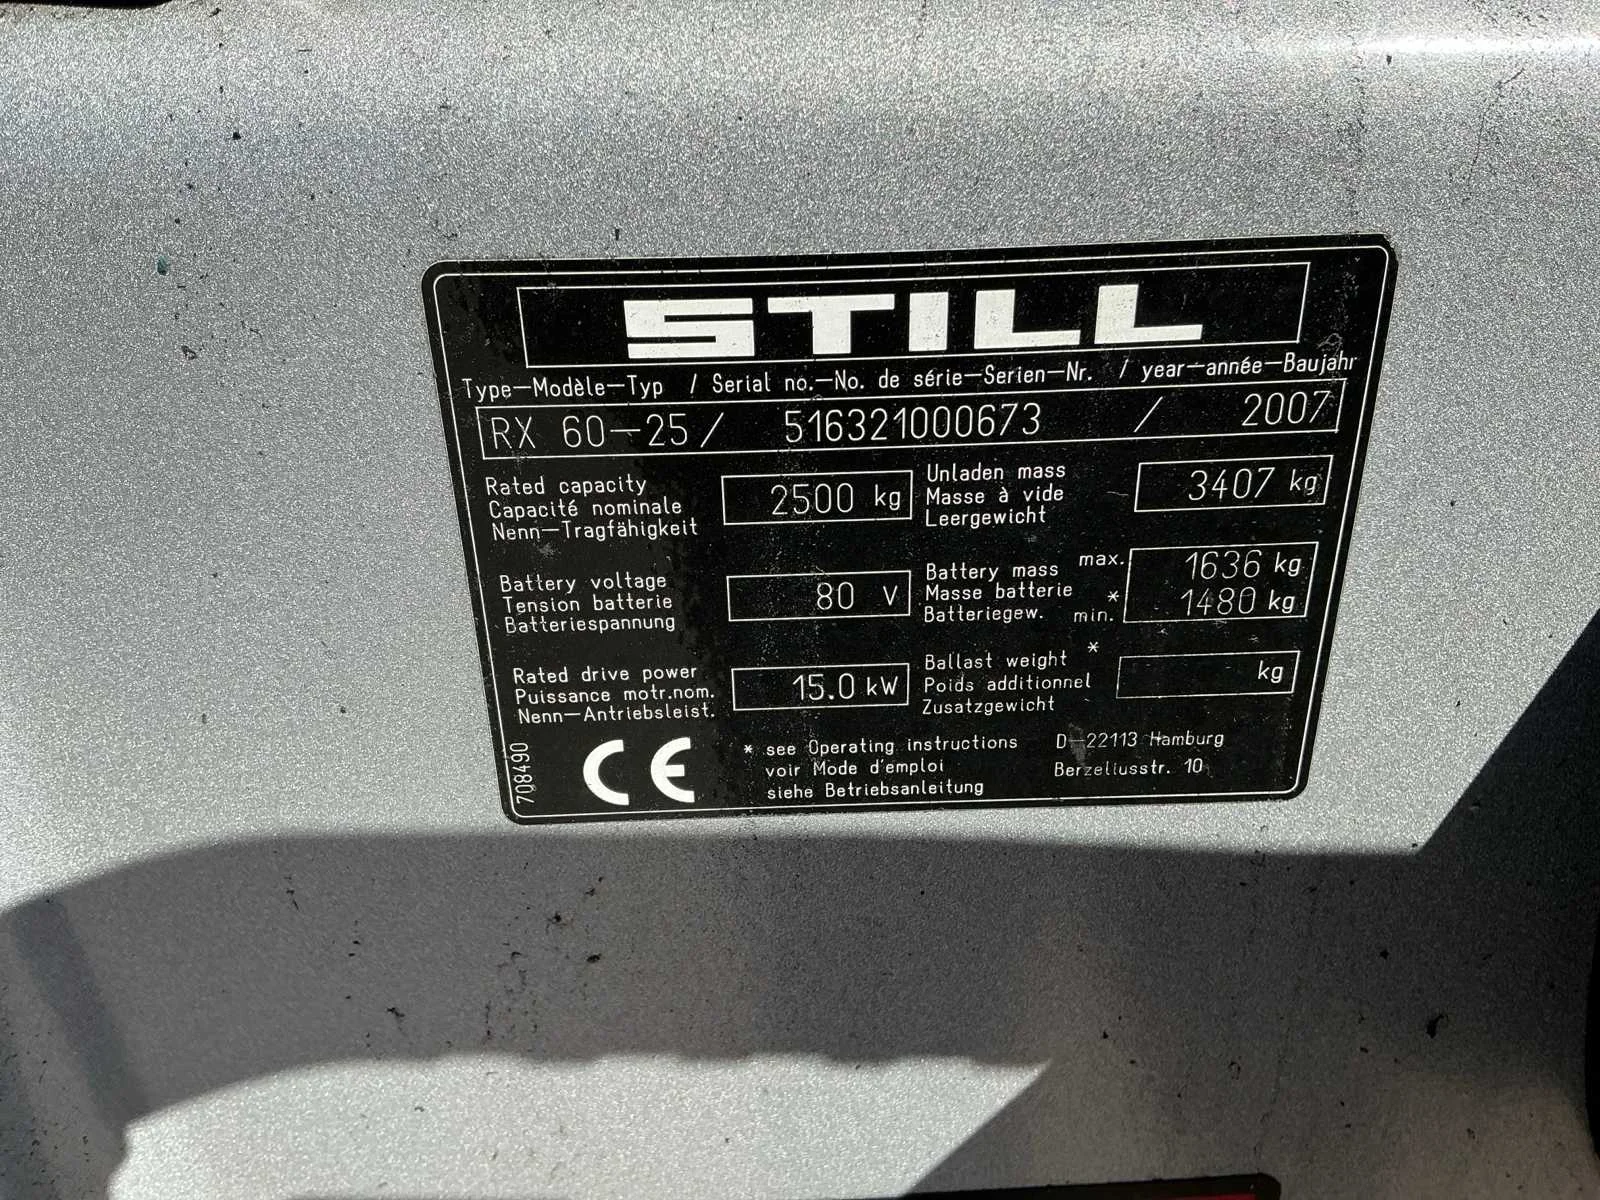 STILL
Type—Modèle—Typ / Serial no.—No. de série—Serien—Nr. / year—année—Baujahr
RX 60—25 / 516321000673 / 2007
Rated capacity
Capacité nominale
Nenn—Tragfähigkeit
2500 kg
Unladen mass
Masse à vide
Leergewicht
3407 kg
Battery voltage
Tension batterie
Batteriespannung
80 V
Battery mass max. 1636 kg
Masse batterie *
Batteriegew. min. 1480 kg
Rated drive power
Puissance motr.nom.
Nenn—Antriebsleist.
15.0 kW
Ballast weight *
Poids additionnel
Zusatzgewicht
kg
708490
CE
* see Operating instructions
voir Mode d'emploi
siehe Betriebsanleitung
D—22113 Hamburg
Berzeliusstr. 10